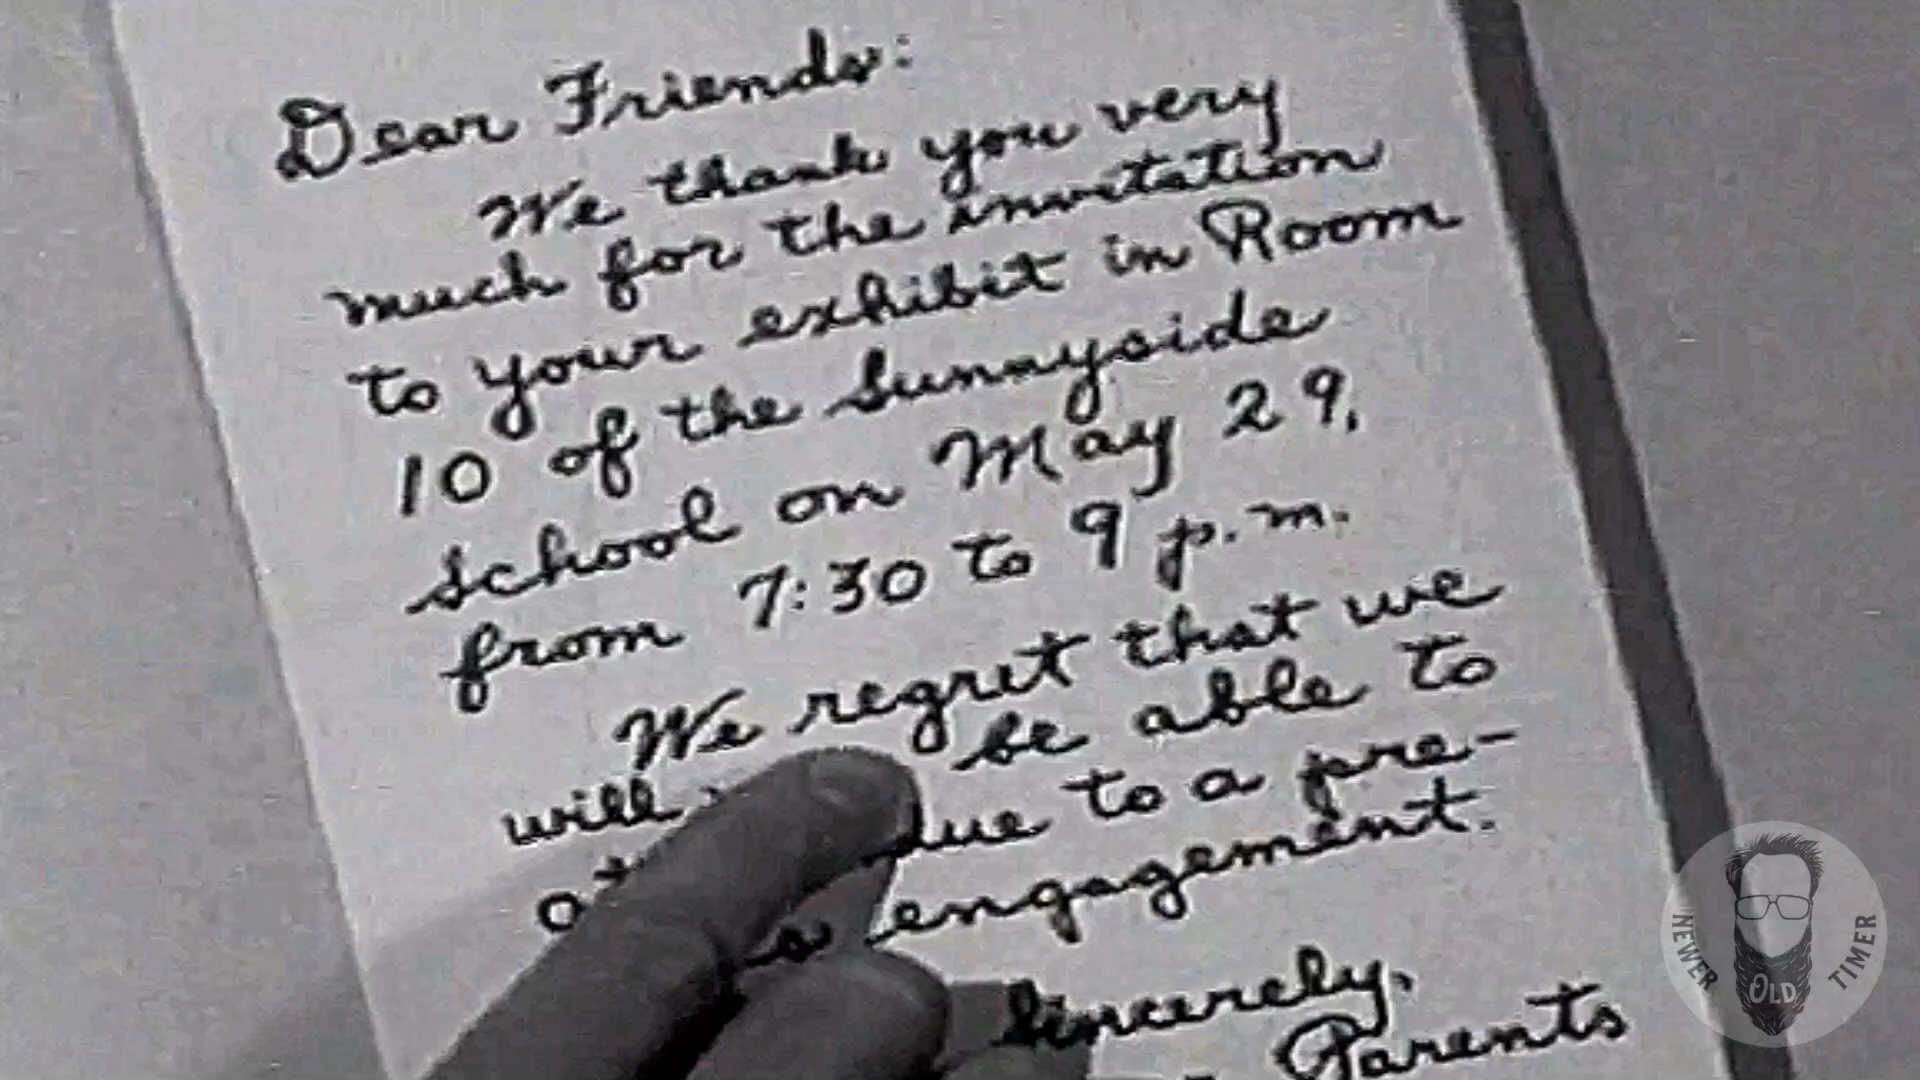 Dear Friends:
We thank you very
much for the invitation
to your exhibit in Room
10 of the Sunnyside
school on May 29,
from 7:30 to 9 p.m.
We regret that we
will be able to
due to a pre-
engagement.
Sincerely,
Parents
NEWER OLD TIMER